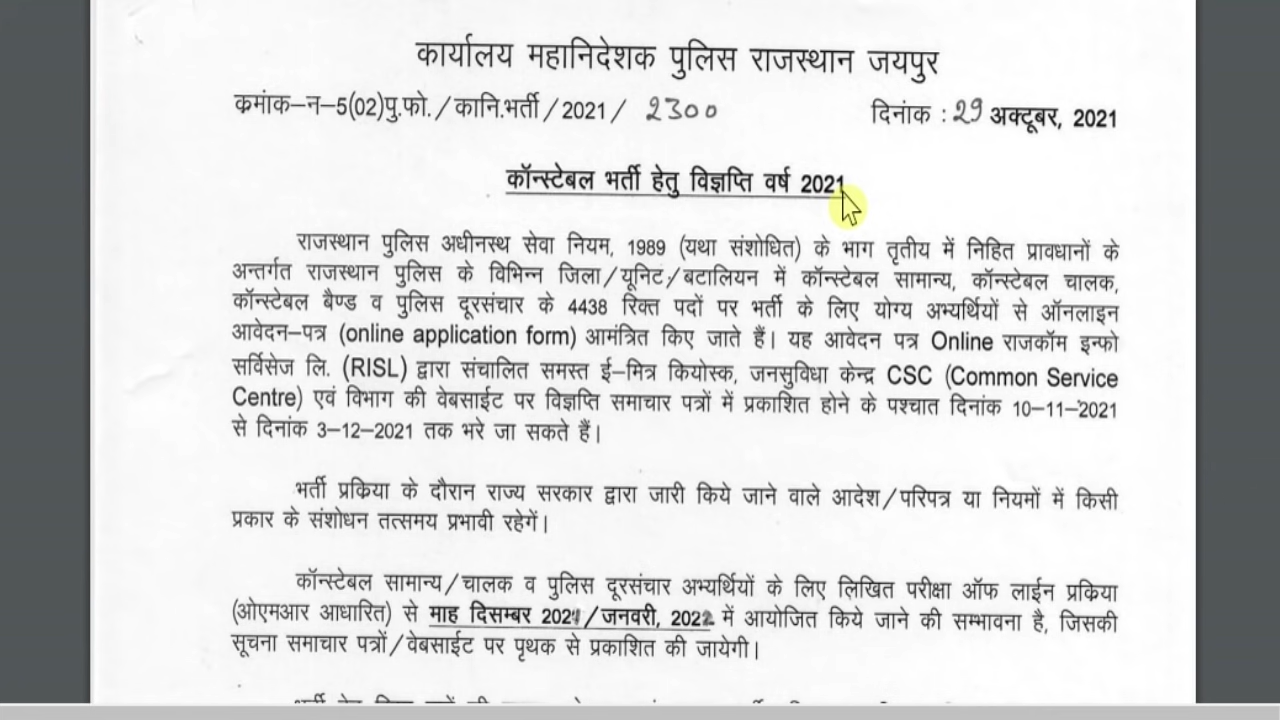 कार्यालय महानिदेशक पुलिस राजस्थान जयपुर
क्रमांक–न–5(02)पु.फो./कानि.भर्ती/2021/ 2300 दिनांक : 29 अक्टूबर, 2021
कॉन्स्टेबल भर्ती हेतु विज्ञप्ति वर्ष 2021
राजस्थान पुलिस अधीनस्थ सेवा नियम, 1989 (यथा संशोधित) के भाग तृतीय में निहित प्रावधानों के
अन्तर्गत राजस्थान पुलिस के विभिन्न जिला/यूनिट/बटालियन में कॉन्स्टेबल सामान्य, कॉन्स्टेबल चालक,
कॉन्स्टेबल बैण्ड व पुलिस दूरसंचार के 4438 रिक्त पदों पर भर्ती के लिए योग्य अभ्यर्थियों से ऑनलाइन
आवेदन–पत्र (online application form) आमंत्रित किए जाते हैं। यह आवेदन पत्र Online राजकॉम इन्फो
सर्विसेज लि. (RISL) द्वारा संचालित समस्त ई–मित्र कियोस्क, जनसुविधा केन्द्र CSC (Common Service
Centre) एवं विभाग की वेबसाईट पर विज्ञप्ति समाचार पत्रों में प्रकाशित होने के पश्चात दिनांक 10–11–2021
से दिनांक 3–12–2021 तक भरे जा सकते हैं।
भर्ती प्रकिया के दौरान राज्य सरकार द्वारा जारी किये जाने वाले आदेश/परिपत्र या नियमों में किसी
प्रकार के संशोधन तत्समय प्रभावी रहेगें।
कॉन्स्टेबल सामान्य/चालक व पुलिस दूरसंचार अभ्यर्थियों के लिए लिखित परीक्षा ऑफ लाईन प्रकिया
(ओएमआर आधारित) से माह दिसम्बर 2021/जनवरी, 2022 में आयोजित किये जाने की सम्भावना है, जिसकी
सूचना समाचार पत्रों/वेबसाईट पर पृथक से प्रकाशित की जायेगी।